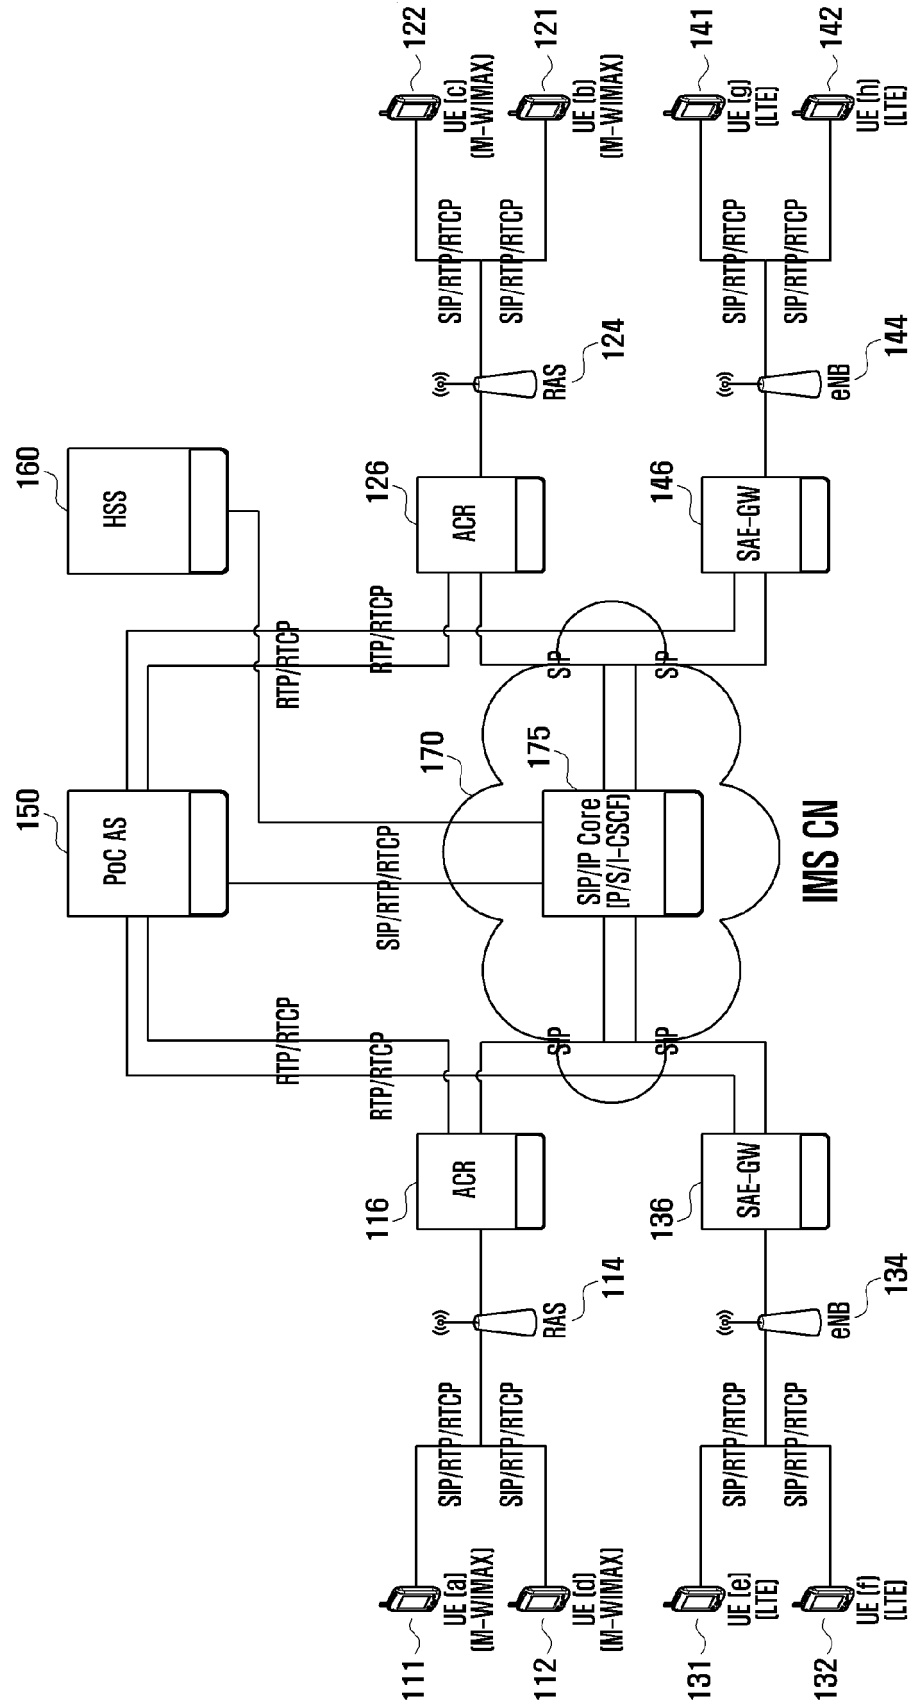 160
HSS
150
PoC AS
RTP/RTCP
RTP/RTCP
RTP/RTCP
RTP/RTCP
SIP/RTP/RTCP
111
UE (a)
(M-WIMAX)
112
UE (d)
(M-WIMAX)
SIP/RTP/RTCP
SIP/RTP/RTCP
RAS
114
116
ACR
170
175
SIP/IP Core
(P/S/I-CSCF)
SIP
SIP
SIP
SIP
IMS CN
126
ACR
RAS
124
SIP/RTP/RTCP
SIP/RTP/RTCP
122
UE (c)
(M-WIMAX)
121
UE (b)
(M-WIMAX)
131
UE (e)
(LTE)
132
UE (f)
(LTE)
SIP/RTP/RTCP
SIP/RTP/RTCP
eNB
134
136
SAE-GW
146
SAE-GW
eNB
144
SIP/RTP/RTCP
SIP/RTP/RTCP
141
UE (g)
(LTE)
142
UE (h)
(LTE)